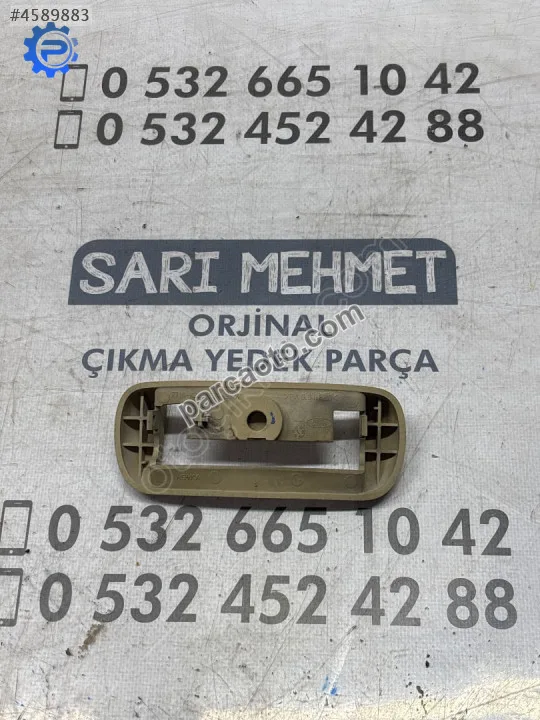 #4589883
0 532 665 10 42
0 532 452 42 88
SARI MEHMET
ORJİNAL
ÇIKMA YEDEK PARÇA
parcaoto.com
0 532 665 10 42
0 532 452 42 88